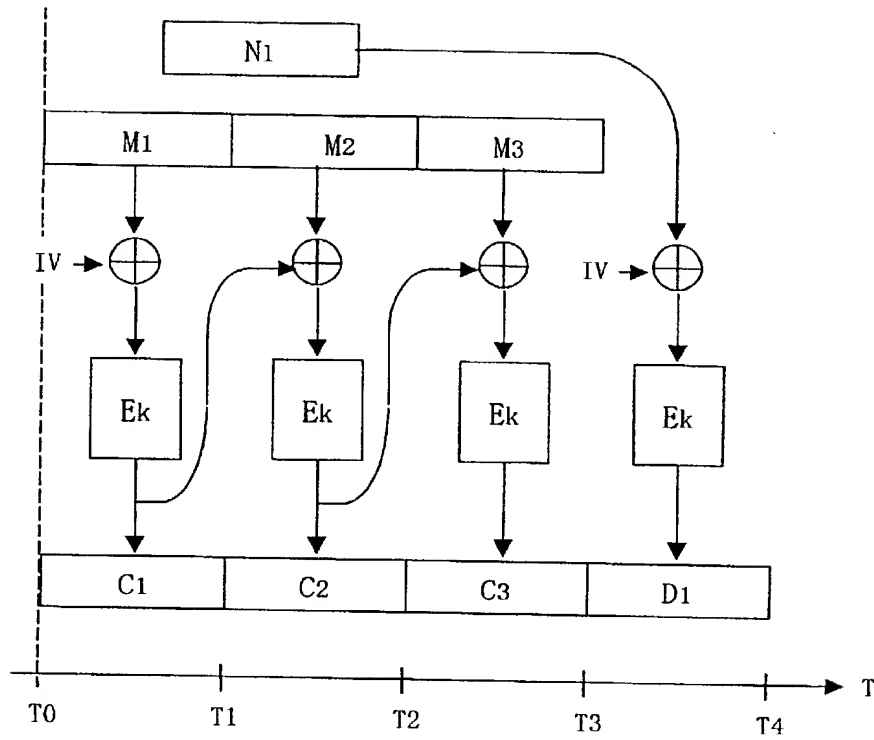 N1
M1 M2 M3
IV IV
Ek Ek Ek Ek
C1 C2 C3 D1
T
T0 T1 T2 T3 T4